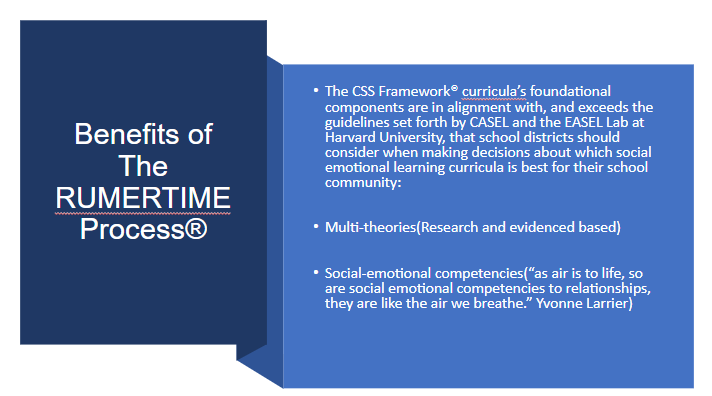 Benefits of
The
RUMERTIME
Process®
• The CSS Framework® curricula's foundational
components are in alignment with, and exceeds the
guidelines set forth by CASEL and the EASEL Lab at
Harvard University, that school districts should
consider when making decisions about which social
emotional learning curricula is best for their school
community:
• Multi-theories(Research and evidenced based)
• Social-emotional competencies(“as air is to life, so
are social emotional competencies to relationships,
they are like the air we breathe.” Yvonne Larrier)